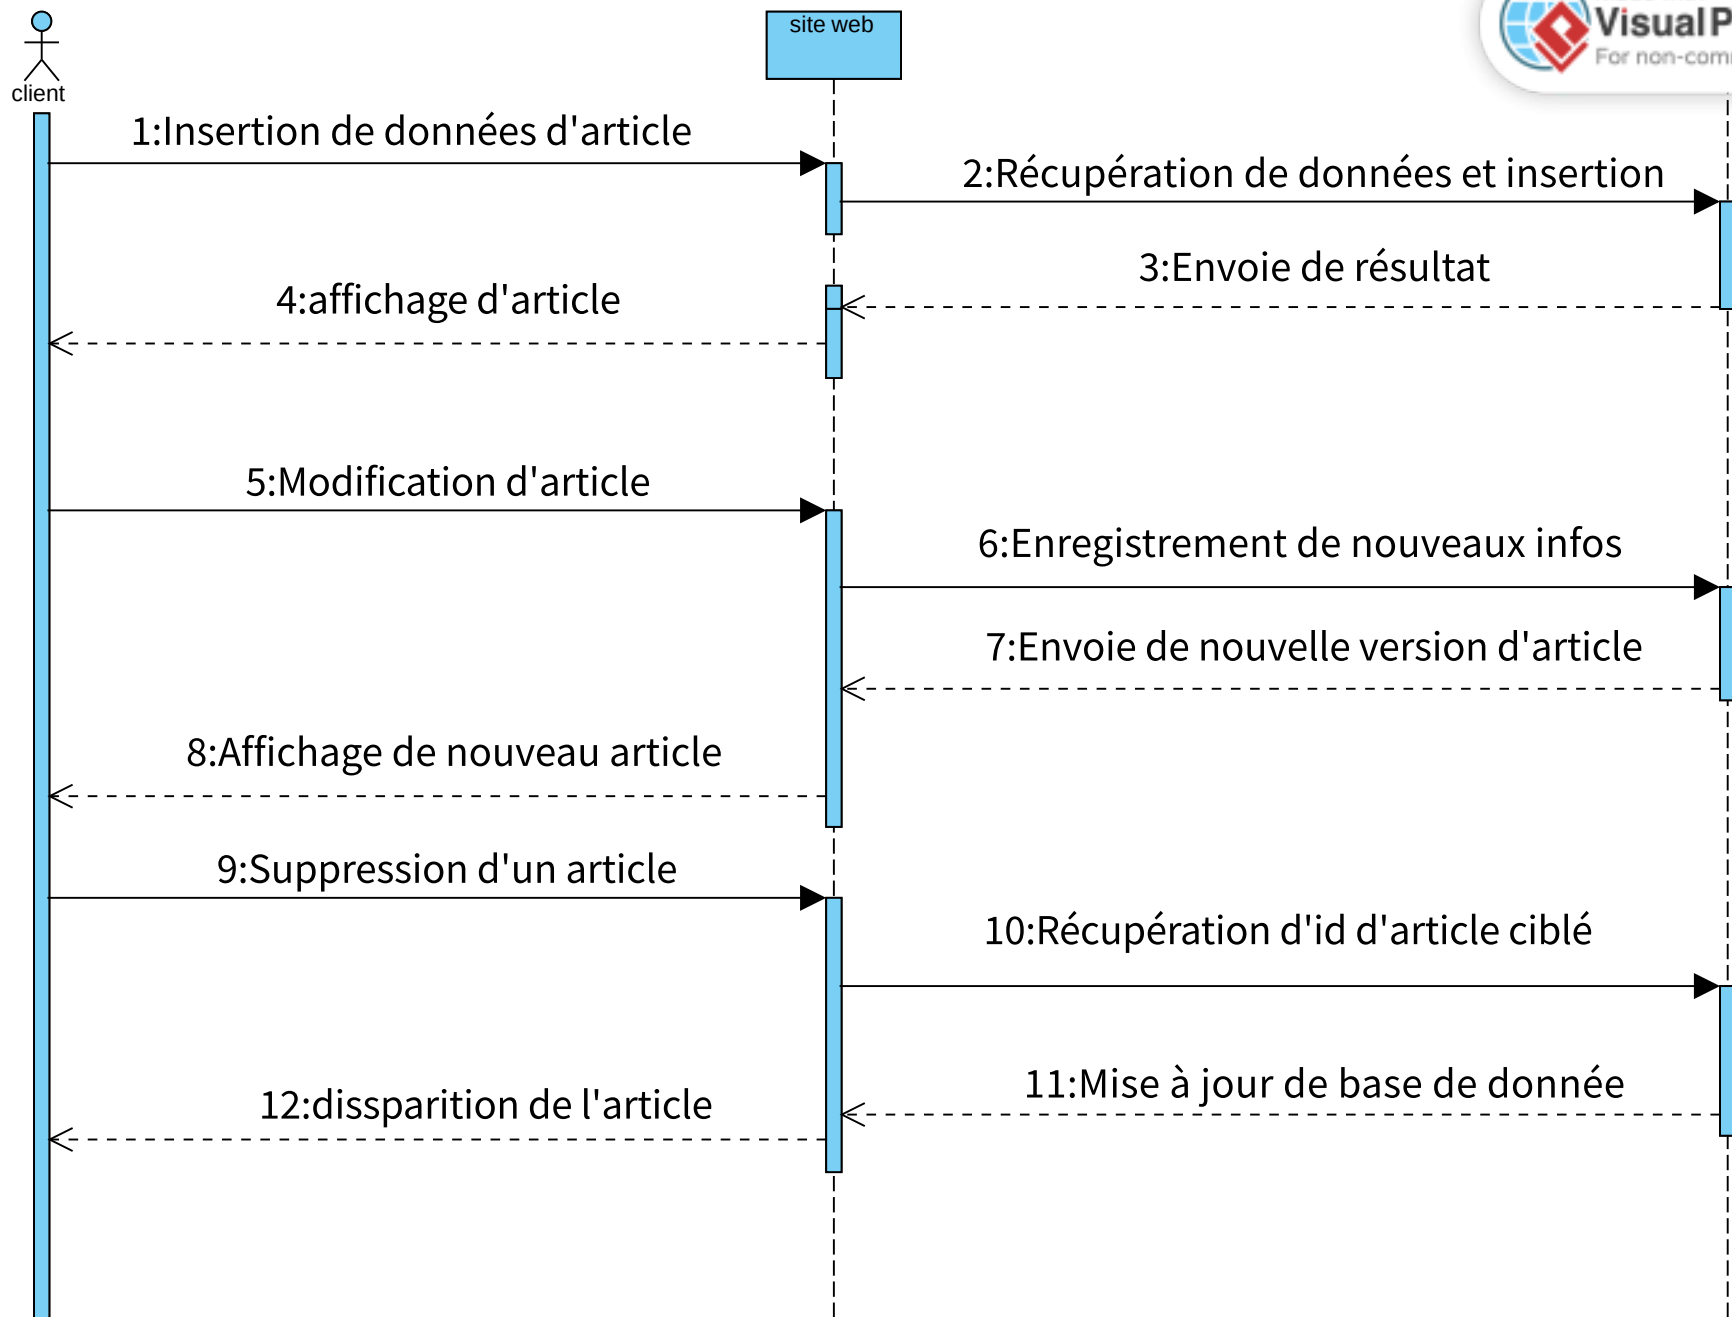 site web
VisualP
For non-com
client
1:Insertion de données d'article
2:Récupération de données et insertion
3:Envoie de résultat
4:affichage d'article
5:Modification d'article
6:Enregistrement de nouveaux infos
7:Envoie de nouvelle version d'article
8:Affichage de nouveau article
9:Suppression d'un article
10:Récupération d'id d'article ciblé
11:Mise à jour de base de donnée
12:dissparition de l'article